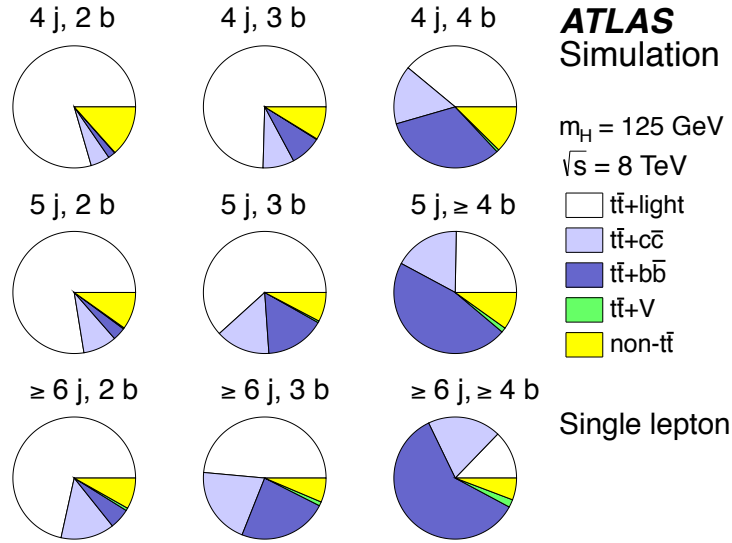 4 j, 2 b
4 j, 3 b
4 j, 4 b
ATLAS
Simulation
m_H = 125 GeV
√s = 8 TeV
5 j, 2 b
5 j, 3 b
5 j, ≥ 4 b
tt̄+light
tt̄+cc̄
tt̄+bb̄
tt̄+V
non-tt̄
≥ 6 j, 2 b
≥ 6 j, 3 b
≥ 6 j, ≥ 4 b
Single lepton